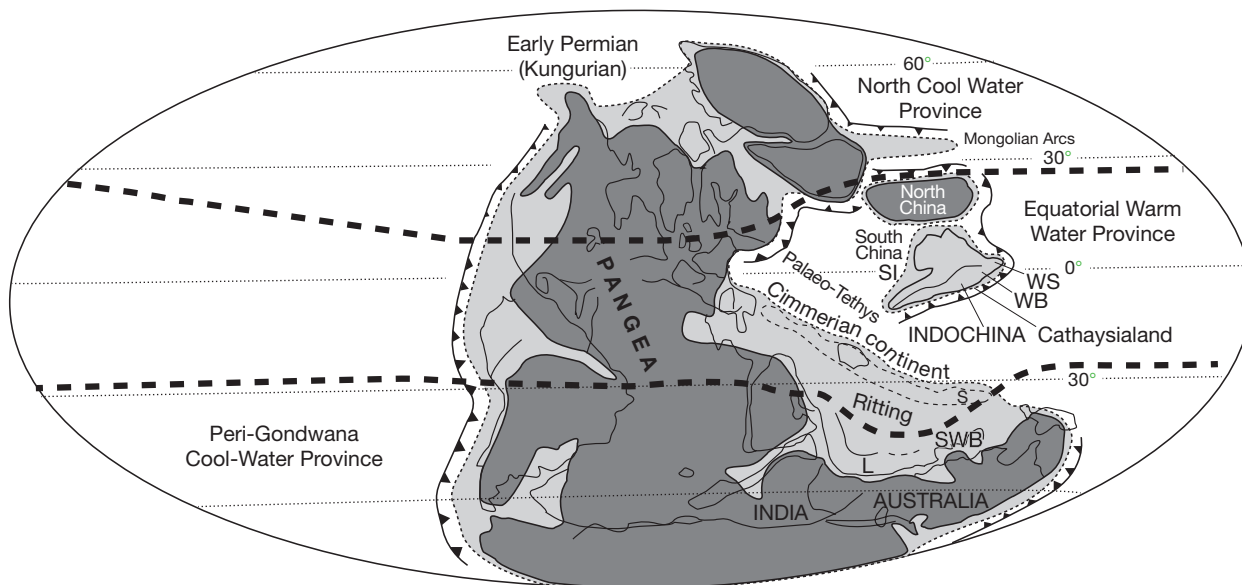 Early Permian
(Kungurian)
60°
North Cool Water
Province
Mongolian Arcs
30°
North
China
Equatorial Warm
Water Province
South
China
SI
0°
WS
WB
Palaeo-Tethys
INDOCHINA
Cathaysialand
Cimmerian continent
PANGEA
30°
S
Ritting
SWB
L
Peri-Gondwana
Cool-Water Province
INDIA
AUSTRALIA